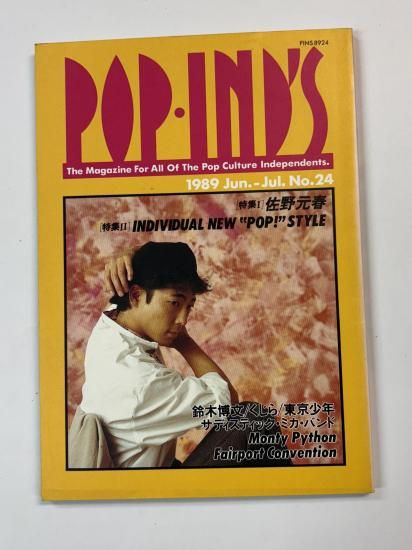 PINS8924
POP·IND'S
The Magazine For All Of The Pop Culture Independents.
1989 Jun.-Jul. No.24
[特集I] 佐野元春
[特集II] INDIVIDUAL NEW “POP!” STYLE
鈴木博文/くじら/東京少年
サディスティック・ミカ・バンド
Monty Python
Fairport Convention